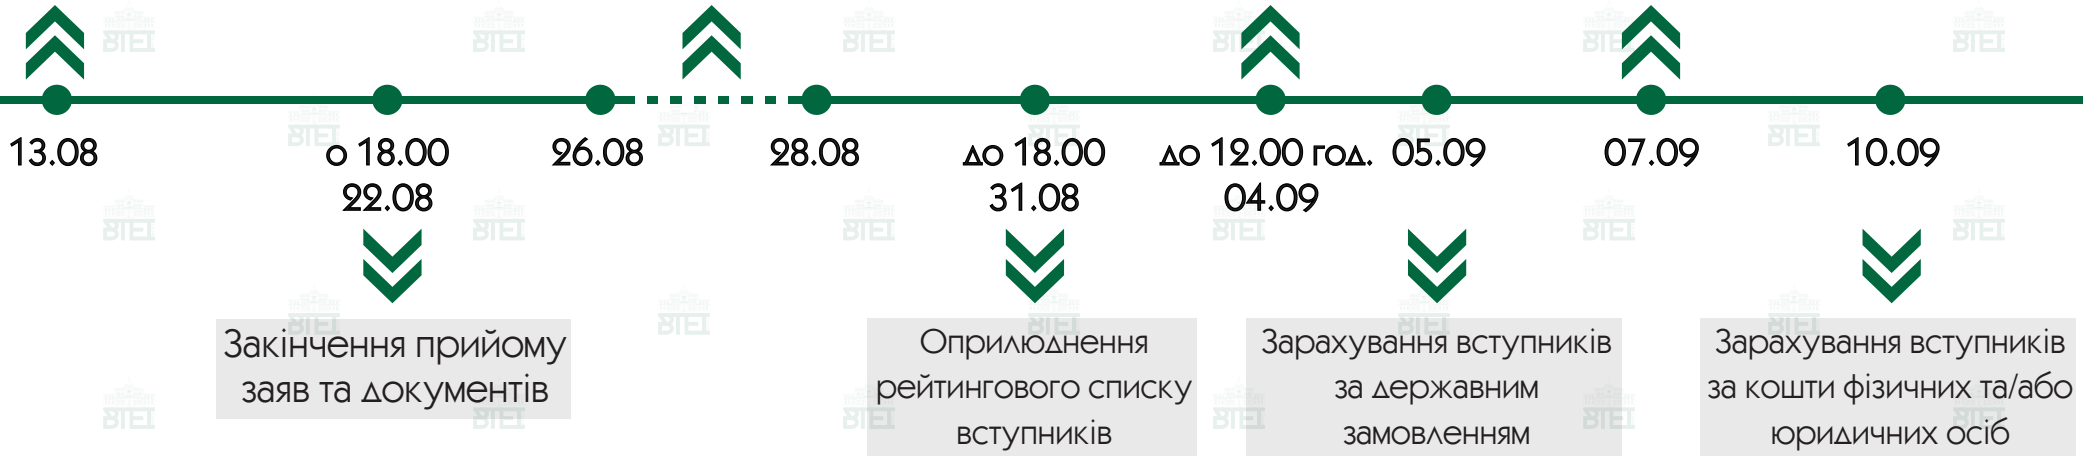 13.08
о 18.00
22.08
26.08
28.08
до 18.00
31.08
до 12.00 год.
04.09
05.09
07.09
10.09
Закінчення прийому
заяв та документів
Оприлюднення
рейтингового списку
вступників
Зарахування вступників
за державним
замовленням
Зарахування вступників
за кошти фізичних та/або
юридичних осіб